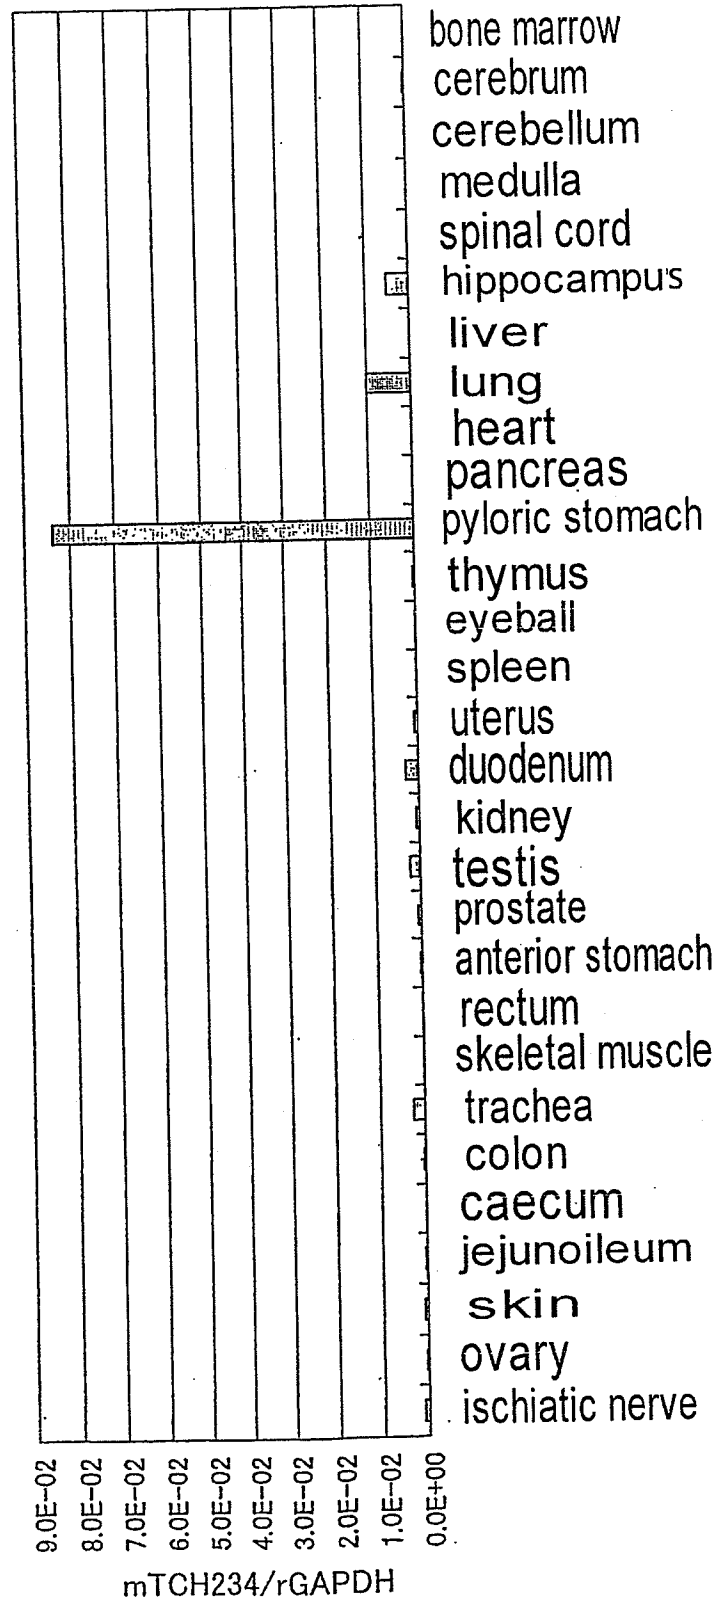 bone marrow
cerebrum
cerebellum
medulla
spinal cord
hippocampus
liver
lung
heart
pancreas
pyloric stomach
thymus
eyeball
spleen
uterus
duodenum
kidney
testis
prostate
anterior stomach
rectum
skeletal muscle
trachea
colon
caecum
jejunoileum
skin
ovary
ischiatic nerve
9.0E-02
8.0E-02
7.0E-02
6.0E-02
5.0E-02
4.0E-02
3.0E-02
2.0E-02
1.0E-02
0.0E+00
mTCH234/rGAPDH